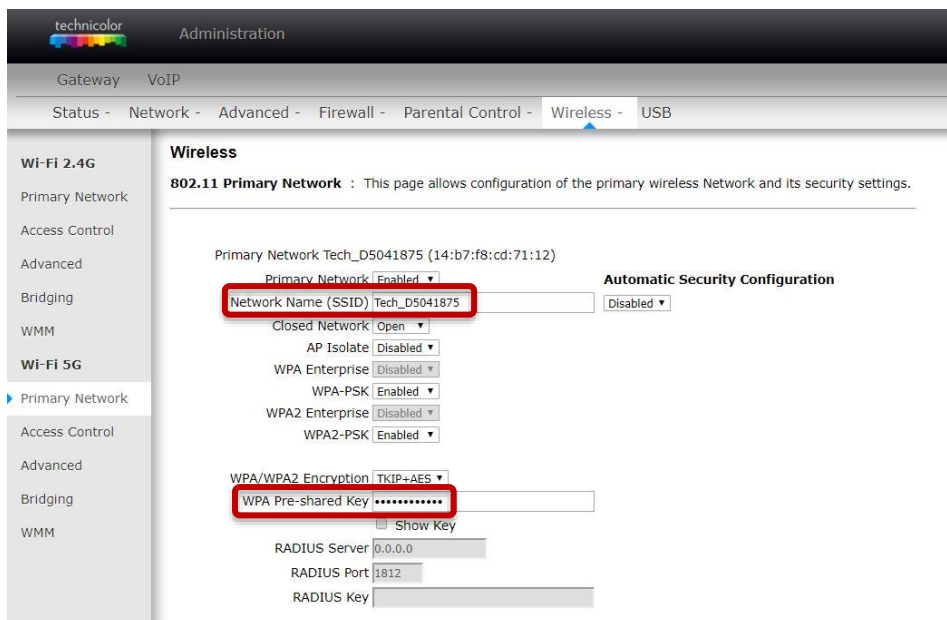 technicolor
Administration
Gateway VoIP
Status - Network - Advanced - Firewall - Parental Control - Wireless - USB
Wi-Fi 2.4G
Primary Network
Access Control
Advanced
Bridging
WMM
Wi-Fi 5G
Primary Network
Access Control
Advanced
Bridging
WMM
Wireless
802.11 Primary Network : This page allows configuration of the primary wireless Network and its security settings.
Primary Network Tech_D5041875 (14:b7:f8:cd:71:12)
Primary Network Enabled
Network Name (SSID) Tech_D5041875
Closed Network Open
AP Isolate Disabled
WPA Enterprise Disabled
WPA-PSK Enabled
WPA2 Enterprise Disabled
WPA2-PSK Enabled
WPA/WPA2 Encryption TKIP+AES
WPA Pre-shared Key ••••••••••••
Show Key
RADIUS Server 0.0.0.0
RADIUS Port 1812
RADIUS Key
Automatic Security Configuration
Disabled